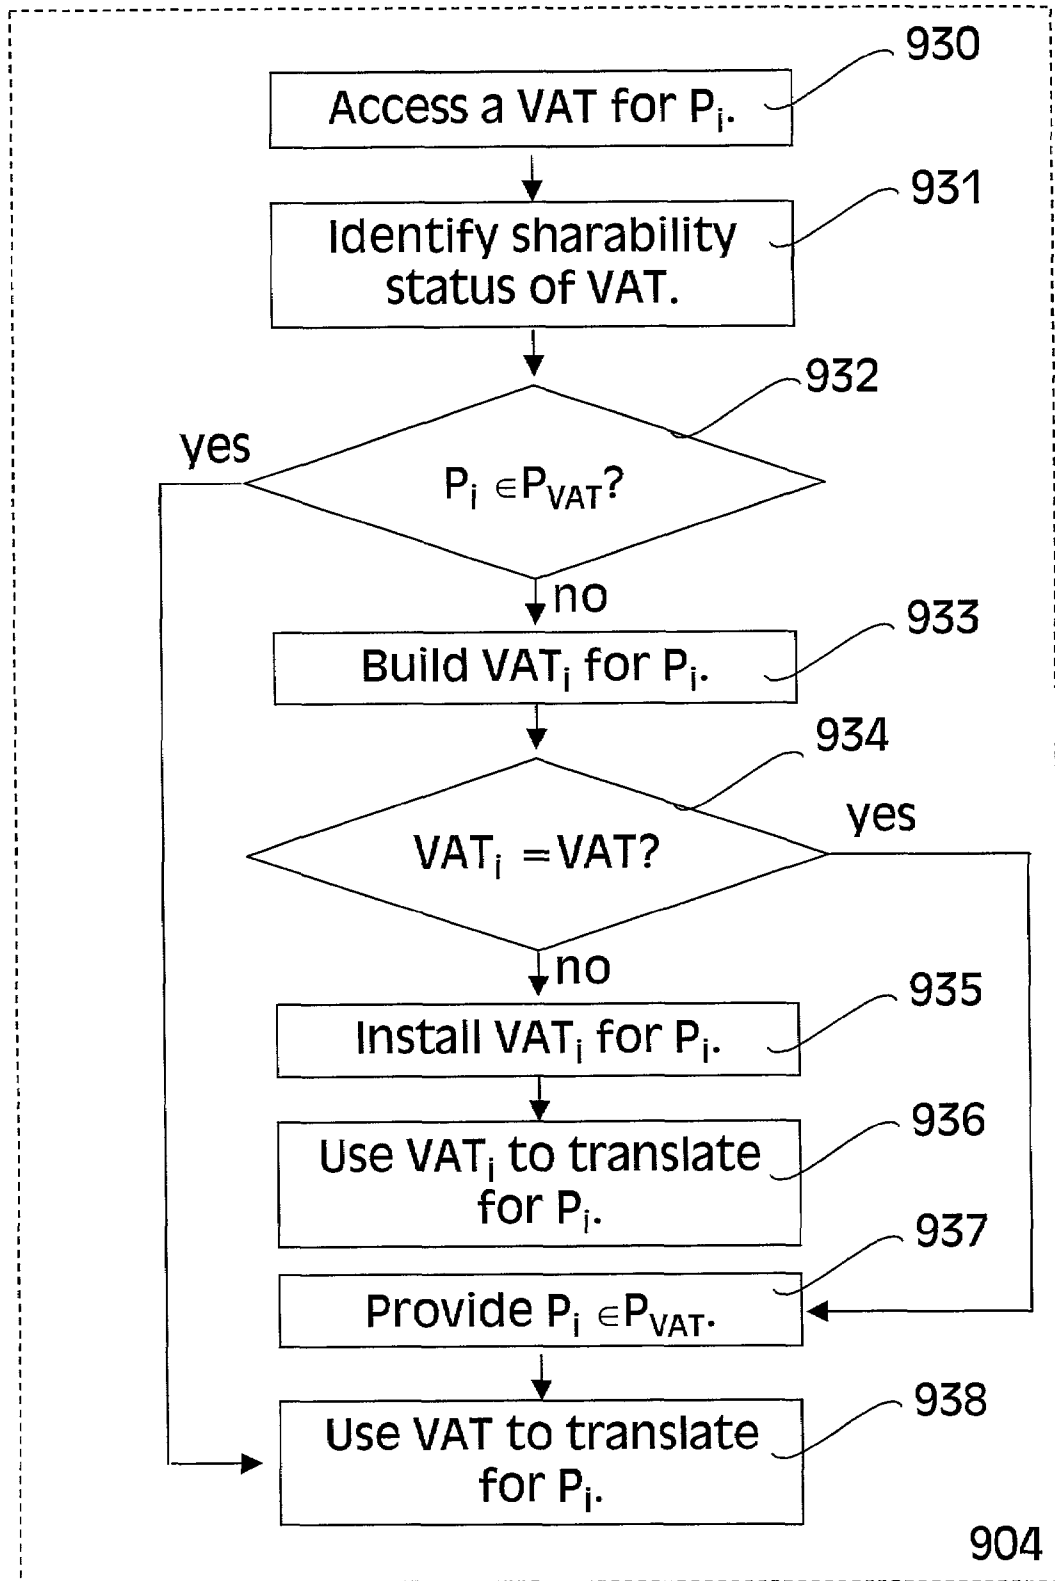 930
Access a VAT for Pᵢ.
931
Identify sharability
status of VAT.
932
yes
Pᵢ ∈P_VAT?
no
933
Build VATᵢ for Pᵢ.
934
yes
VATᵢ =VAT?
no
935
Install VATᵢ for Pᵢ.
936
Use VATᵢ to translate
for Pᵢ.
937
Provide Pᵢ ∈P_VAT.
938
Use VAT to translate
for Pᵢ.
904